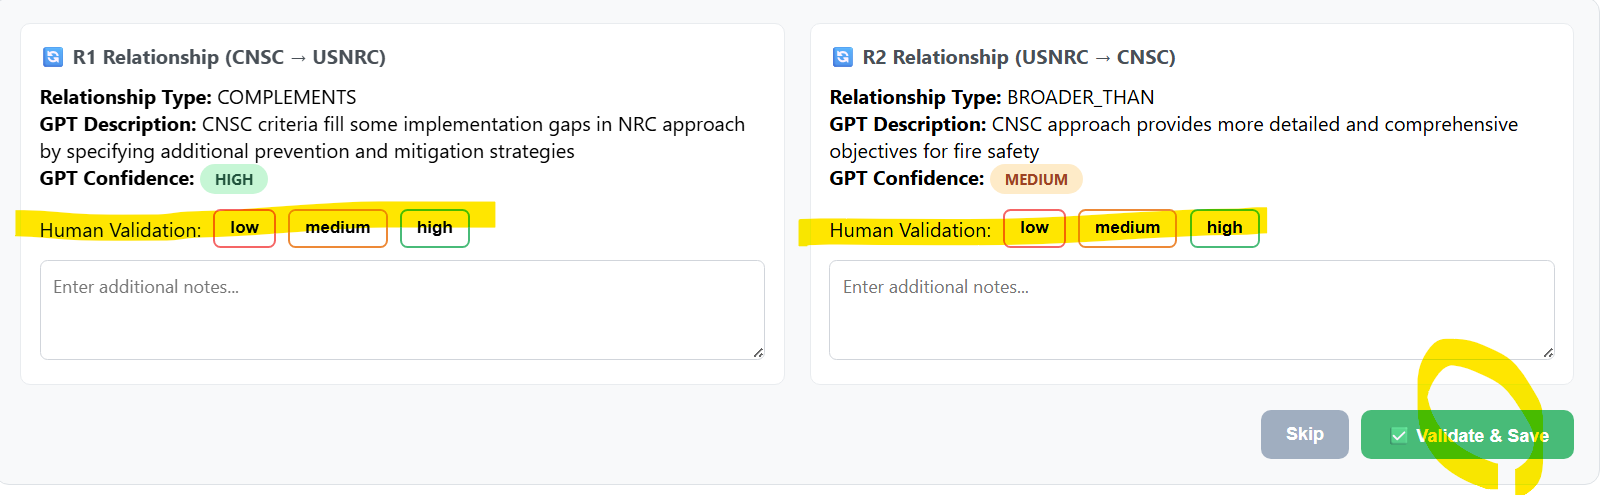 R1 Relationship (CNSC → USNRC)
Relationship Type: COMPLEMENTS
GPT Description: CNSC criteria fill some implementation gaps in NRC approach
by specifying additional prevention and mitigation strategies
GPT Confidence: HIGH
Human Validation: low medium high
Enter additional notes...
R2 Relationship (USNRC → CNSC)
Relationship Type: BROADER_THAN
GPT Description: CNSC approach provides more detailed and comprehensive
objectives for fire safety
GPT Confidence: MEDIUM
Human Validation: low medium high
Enter additional notes...
Skip
Validate & Save